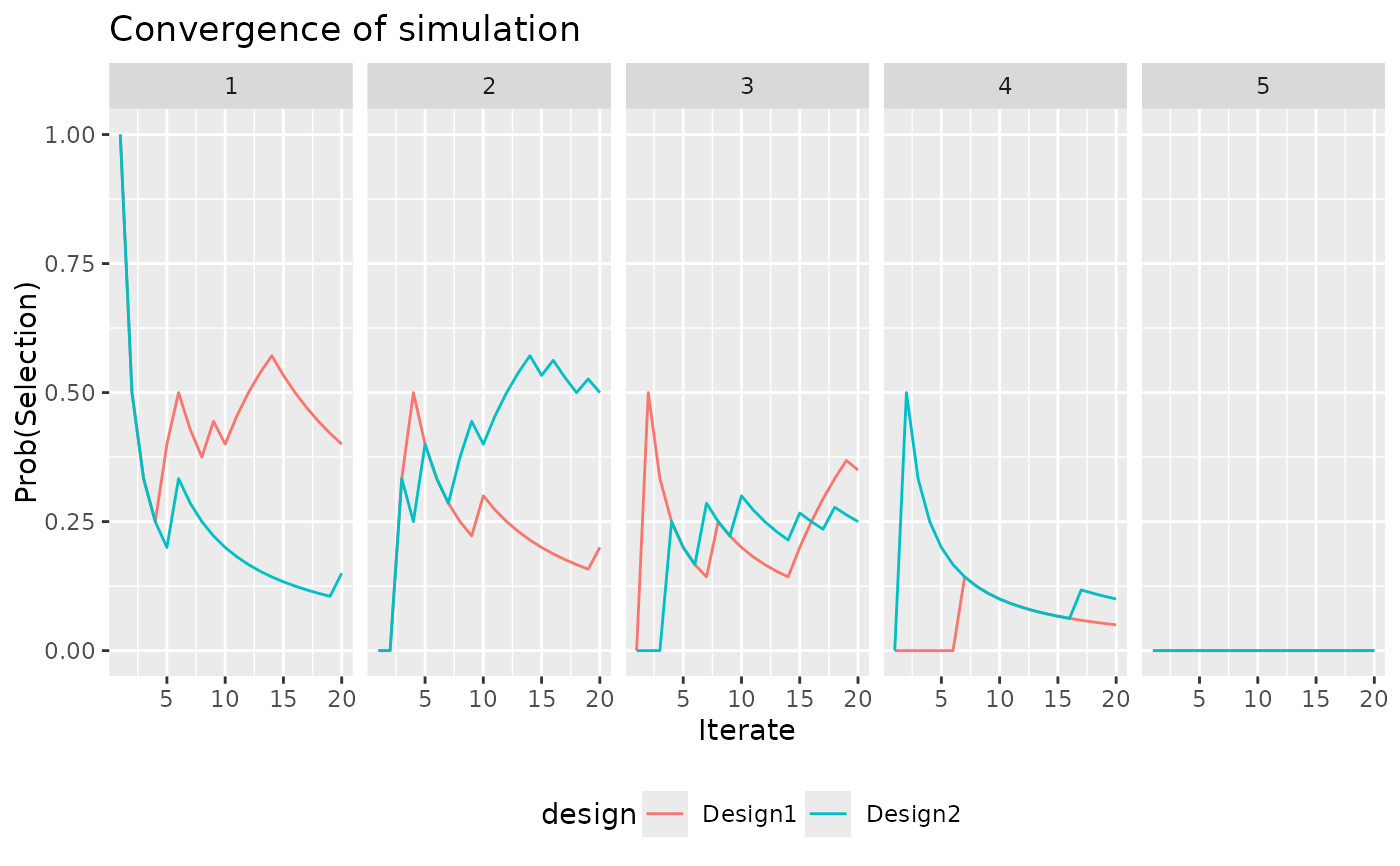 Convergence of simulation
1 2 3 4 5
Prob(Selection)
1.00
0.75
0.50
0.25
0.00
5 10 15 20 5 10 15 20 5 10 15 20 5 10 15 20 5 10 15 20
Iterate
design Design1 Design2